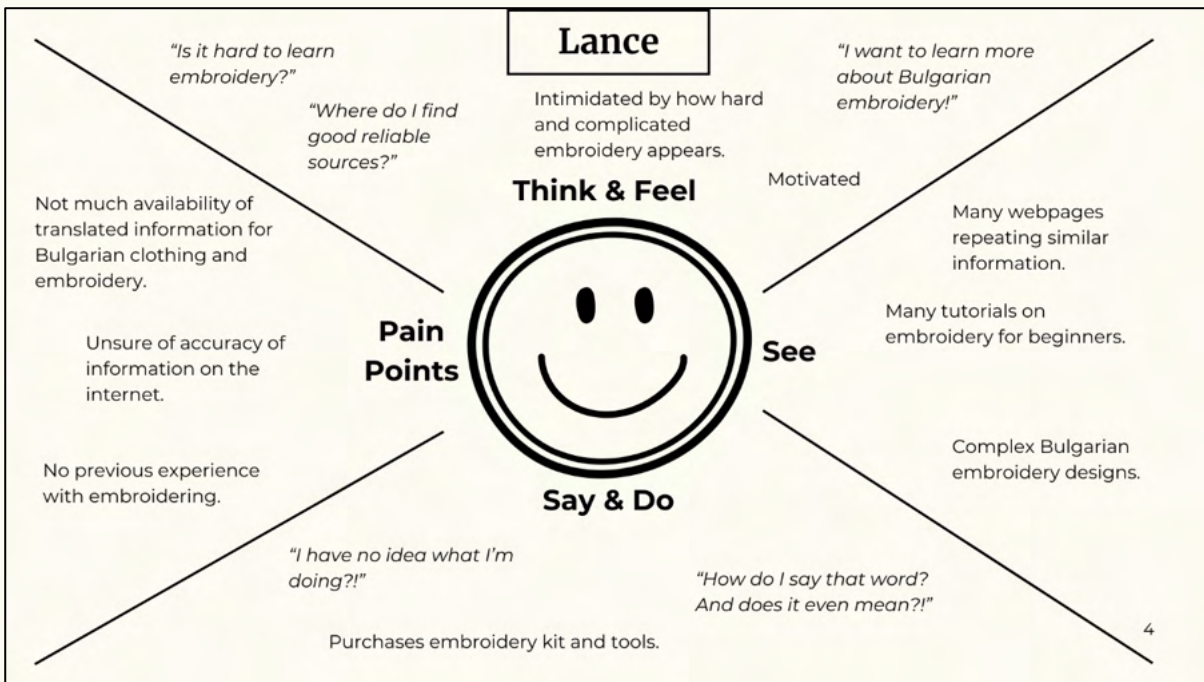 Lance
“Is it hard to learn
embroidery?”
“Where do I find
good reliable
sources?”
Intimidated by how hard
and complicated
embroidery appears.
“I want to learn more
about Bulgarian
embroidery!”
Motivated
Think & Feel
Not much availability of
translated information for
Bulgarian clothing and
embroidery.
Unsure of accuracy of
information on the
internet.
No previous experience
with embroidering.
Pain
Points
See
Many webpages
repeating similar
information.
Many tutorials on
embroidery for beginners.
Complex Bulgarian
embroidery designs.
Say & Do
“I have no idea what I’m
doing?!”
“How do I say that word?
And does it even mean?!”
Purchases embroidery kit and tools.
4